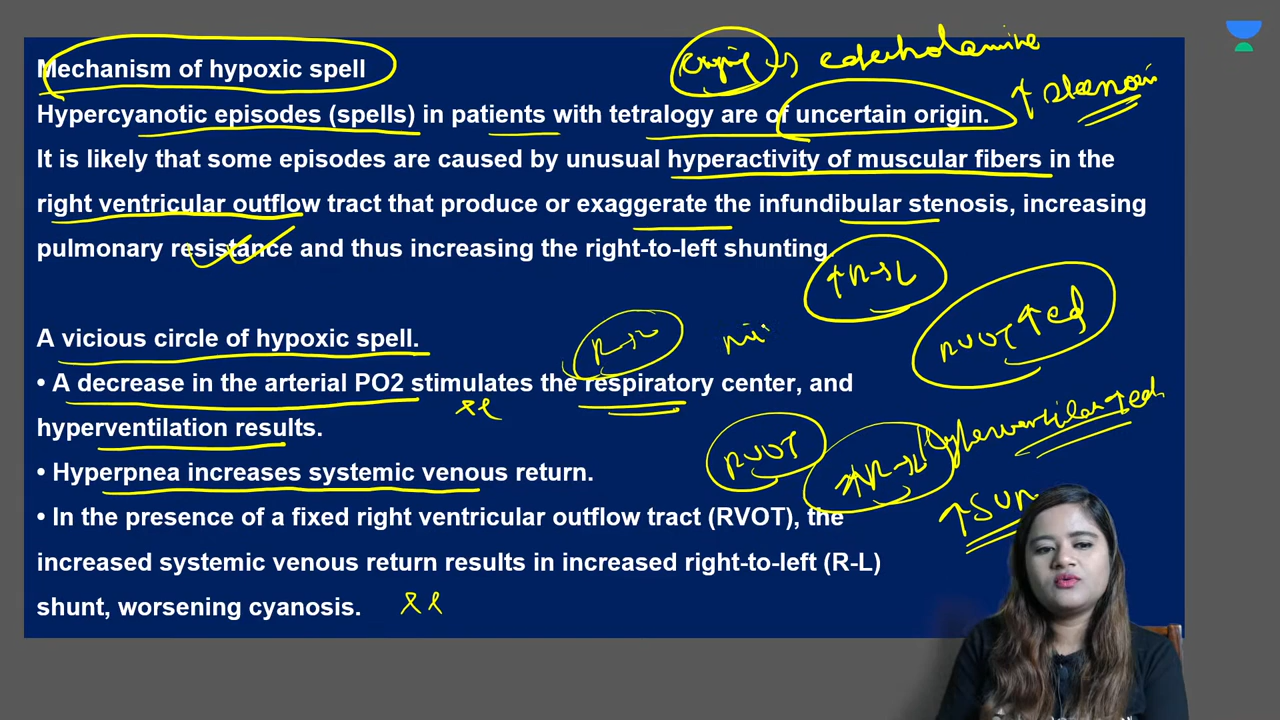 Mechanism of hypoxic spell
crying → catecholamine
↑ stenosis
Hypercyanotic episodes (spells) in patients with tetralogy are of uncertain origin.
It is likely that some episodes are caused by unusual hyperactivity of muscular fibers in the
right ventricular outflow tract that produce or exaggerate the infundibular stenosis, increasing
pulmonary resistance and thus increasing the right-to-left shunting.
↑R→L
RVOT ↑ed
A vicious circle of hypoxic spell.
• A decrease in the arterial PO2 stimulates the respiratory center, and
hyperventilation results.
Hyperventilan ↑ed
RVOT
↑R→L
• Hyperpnea increases systemic venous return.
↑SVR
• In the presence of a fixed right ventricular outflow tract (RVOT), the
increased systemic venous return results in increased right-to-left (R-L)
shunt, worsening cyanosis.